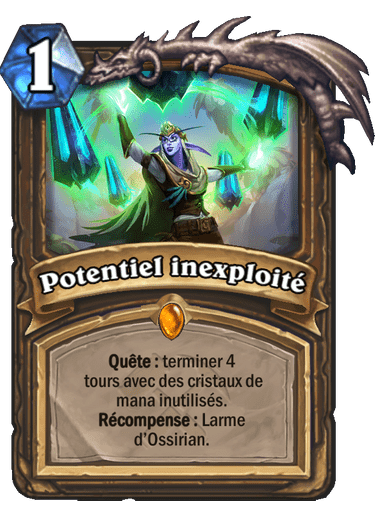 1
Potentiel inexploité
Quête : terminer 4
tours avec des cristaux de
mana inutilisés.
Récompense : Larme
d'Ossirian.